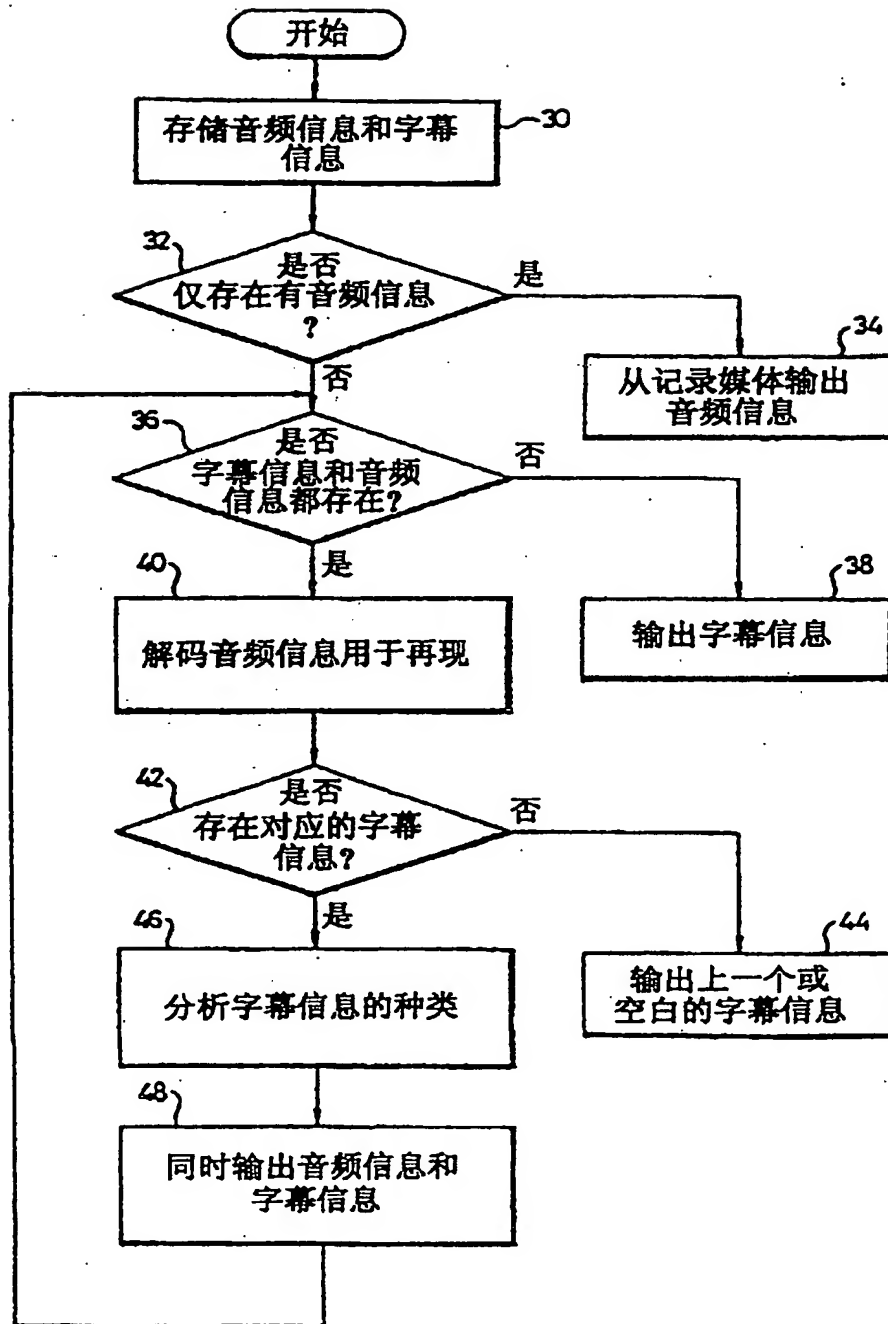 开始
存储音频信息和字幕
信息
30
32
是否
仅存在有音频信息
?
是
34
从记录媒体输出
音频信息
否
36
是否
字幕信息和音频
信息都存在?
否
38
输出字幕信息
是
40
解码音频信息用于再现
42
是否
存在对应的字幕
信息?
否
44
输出上一个或
空白的字幕信息
是
46
分析字幕信息的种类
48
同时输出音频信息和
字幕信息